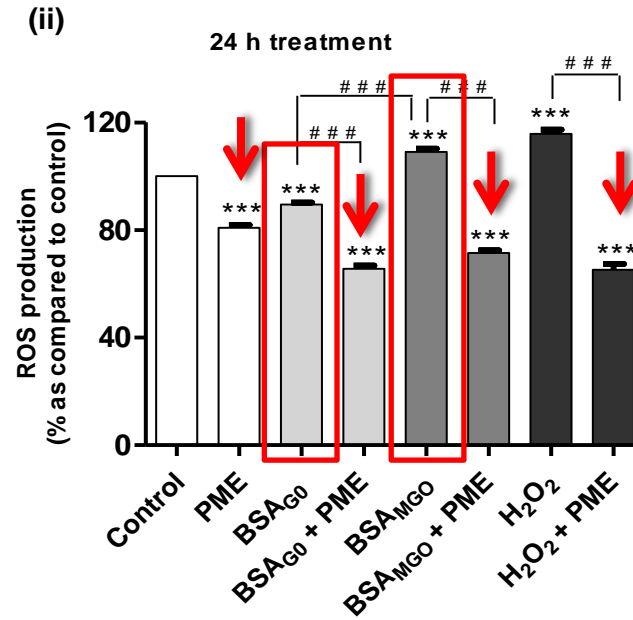 (ii)
24 h treatment
# # #
# # #
# # #
# # #
***
***
***
***
***
***
***
120
80
40
0
ROS production
(% as compared to control)
Control
PME
BSAG0
BSAG0 + PME
BSAMGO
BSAMGO + PME
H2O2
H2O2 + PME